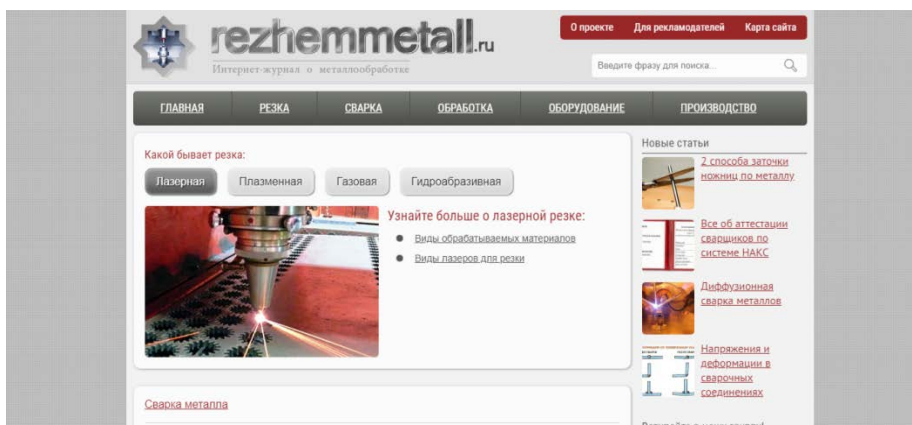 rezhemmetall.ru
Интернет-журнал о металлообработке
О проекте Для рекламодателей Карта сайта
Введите фразу для поиска...
ГЛАВНАЯ РЕЗКА СВАРКА ОБРАБОТКА ОБОРУДОВАНИЕ ПРОИЗВОДСТВО
Какой бывает резка:
Лазерная Плазменная Газовая Гидроабразивная
Узнайте больше о лазерной резке:
Виды обрабатываемых материалов
Виды лазеров для резки
Сварка металла
Новые статьи
2 способа заточки
ножниц по металлу
Все об аттестации
сварщиков по
системе НАКС
Диффузионная
сварка металлов
Напряжения и
деформации в
сварочных
соединениях